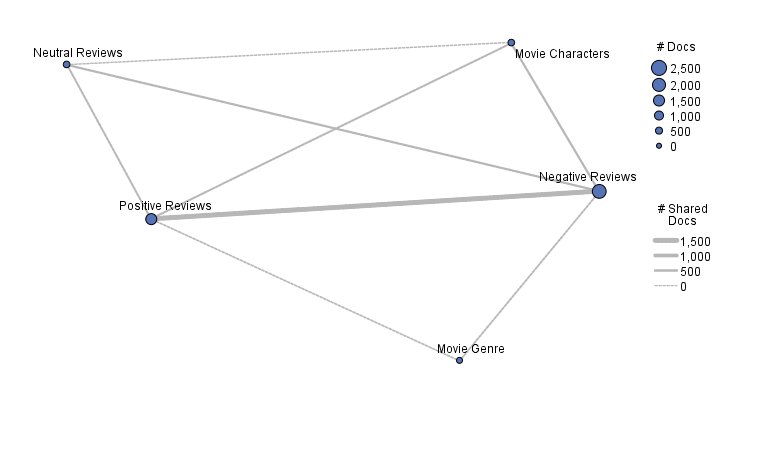 Neutral Reviews
Movie Characters
Negative Reviews
Positive Reviews
Movie Genre
# Docs
2,500
2,000
1,500
1,000
500
0
# Shared
Docs
1,500
1,000
500
0